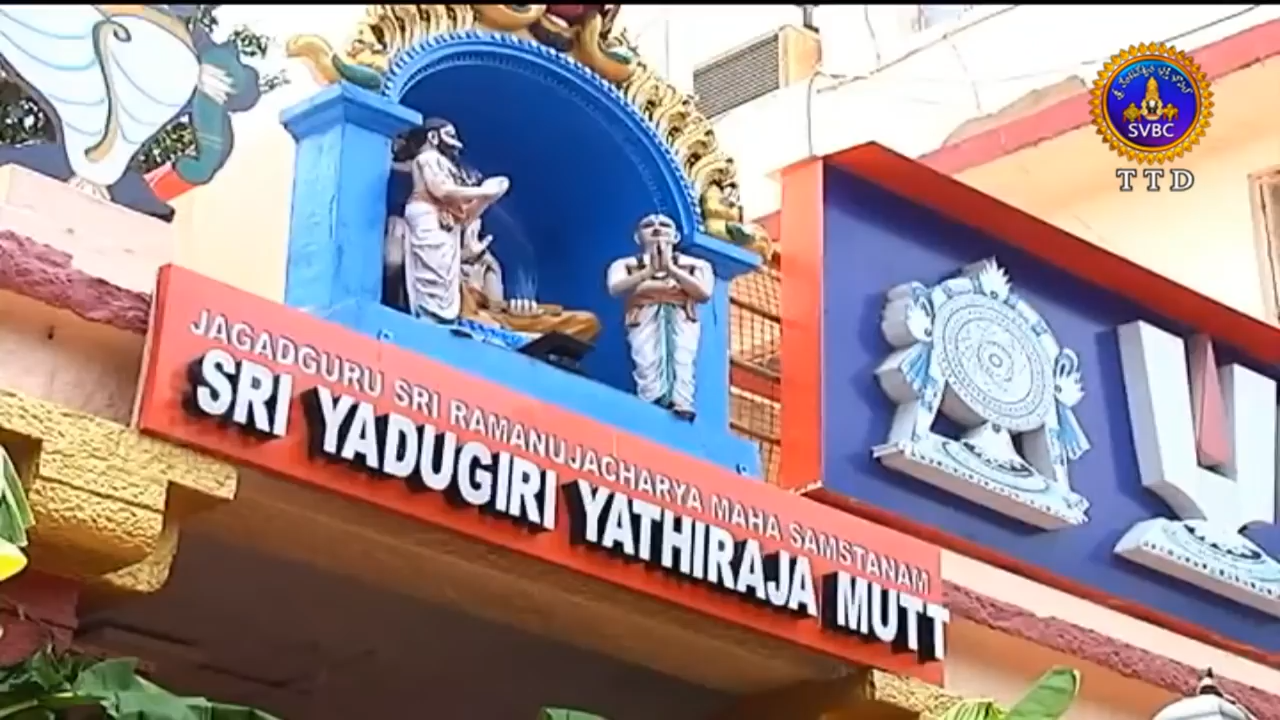 JAGADGURU SRI RAMANUJACHARYA MAHA SAMSTANAM
SRI YADUGIRI YATHIRAJA MUTT
SVBC
TTD